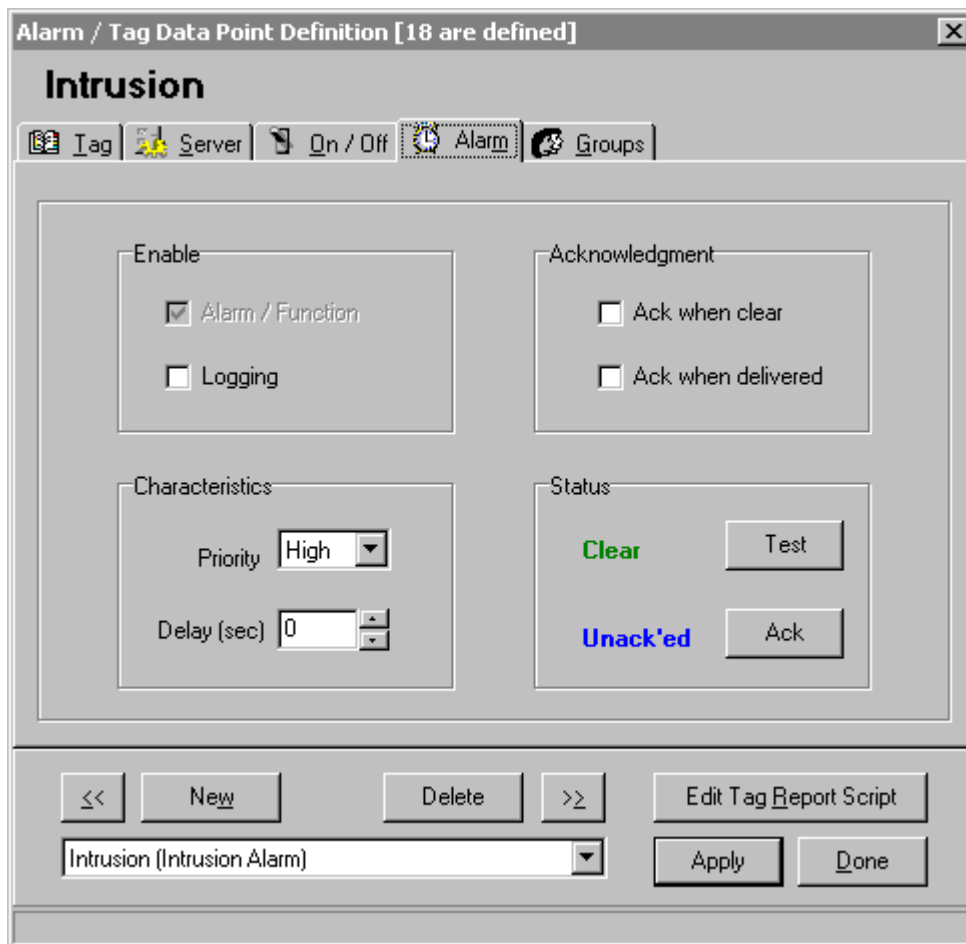 Alarm / Tag Data Point Definition [18 are defined]
Intrusion
Tag Server On / Off Alarm Groups
Enable
Alarm / Function
Logging
Acknowledgment
Ack when clear
Ack when delivered
Characteristics
Priority High
Delay (sec) 0
Status
Clear Test
Unack'ed Ack
<< New Delete >> Edit Tag Report Script
Intrusion (Intrusion Alarm) Apply Done